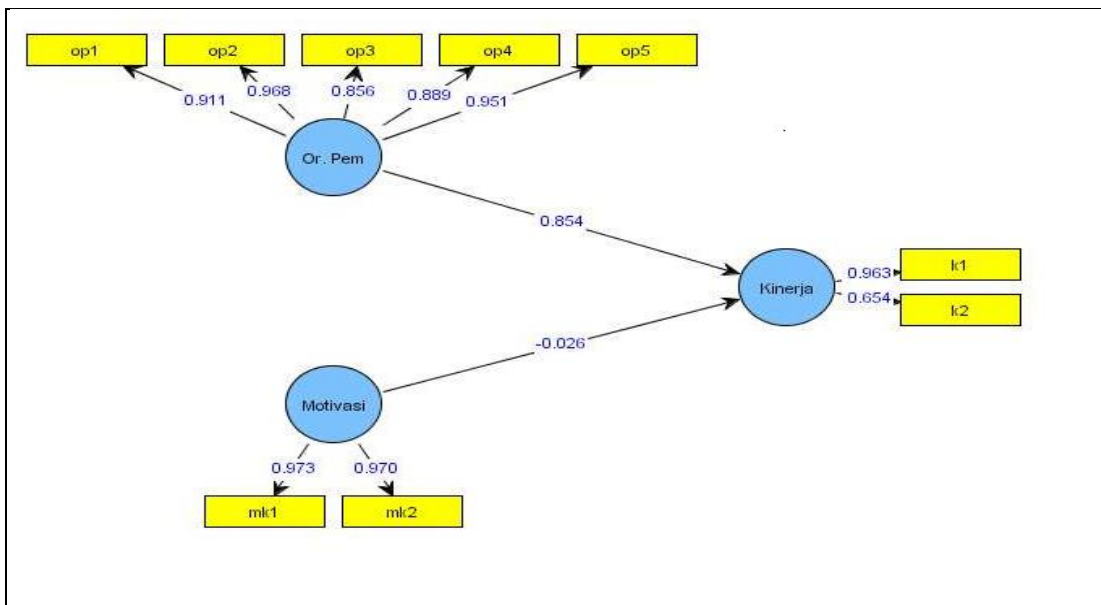 op1 op2 op3 op4 op5
0.911 0.968 0.856 0.889 0.951
Or. Pem
0.854
k1
0.963
Kinerja
0.654
k2
-0.026
Motivasi
0.973 0.970
mk1 mk2